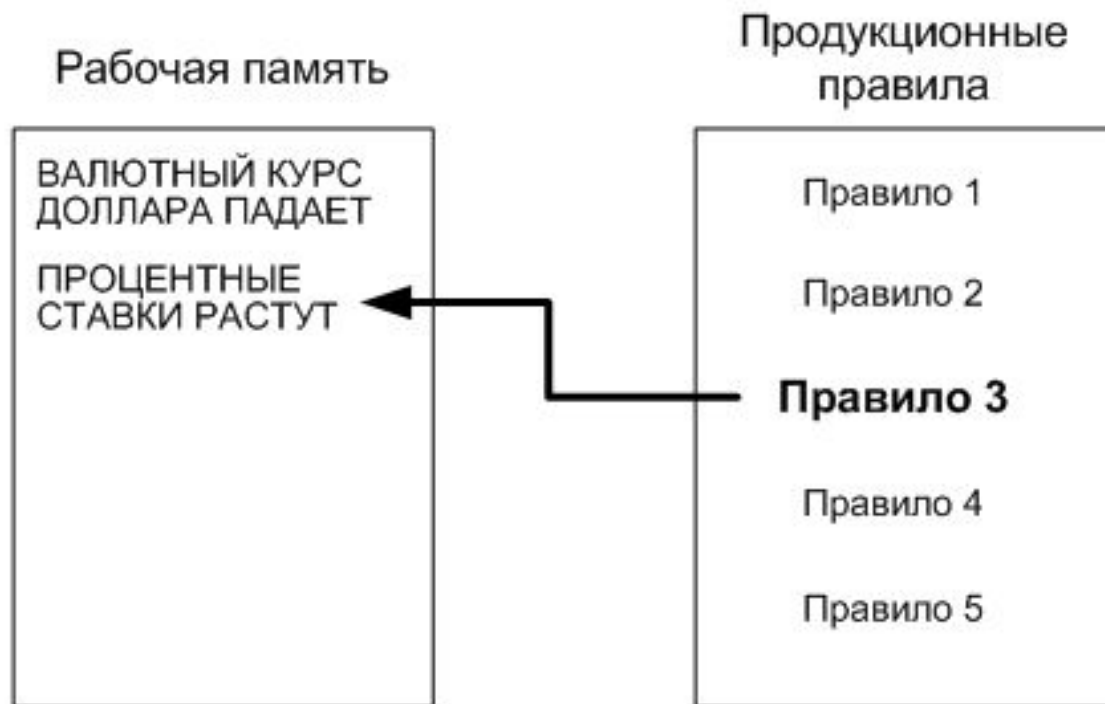 Рабочая память
ВАЛЮТНЫЙ КУРС
ДОЛЛАРА ПАДАЕТ
ПРОЦЕНТНЫЕ
СТАВКИ РАСТУТ
Продукционные
правила
Правило 1
Правило 2
Правило 3
Правило 4
Правило 5